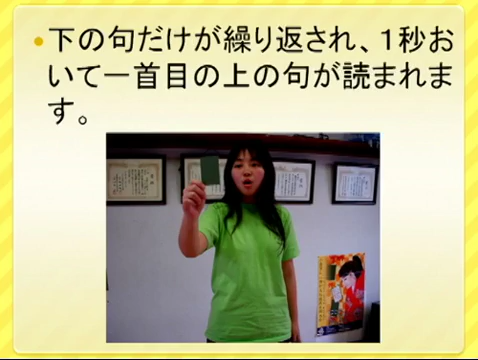 下の句だけが繰り返され、１秒お
いて一首目の上の句が読まれま
す。